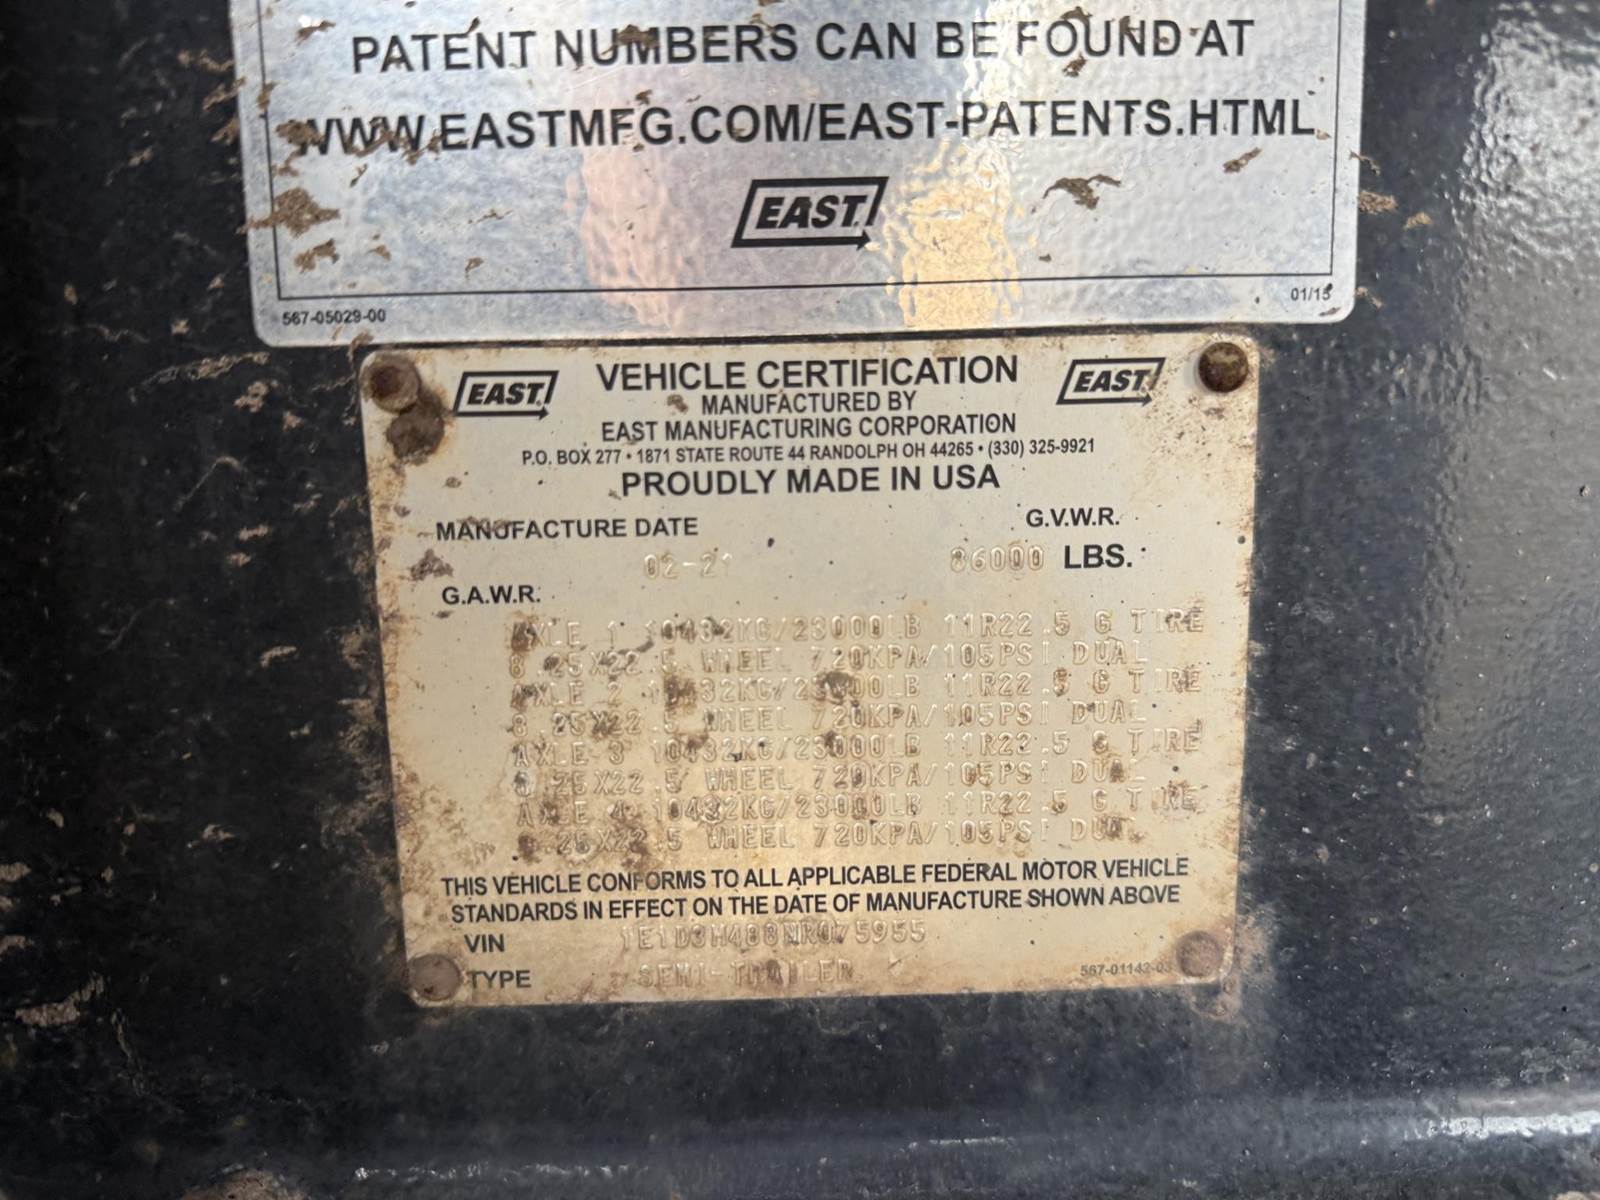 PATENT NUMBERS CAN BE FOUND AT
WWW.EASTMFG.COM/EAST-PATENTS.HTML
EAST
567-05029-00
01/15
EAST
VEHICLE CERTIFICATION
EAST
MANUFACTURED BY
EAST MANUFACTURING CORPORATION
P.O. BOX 277 • 1871 STATE ROUTE 44 RANDOLPH OH 44265 • (330) 325-9921
PROUDLY MADE IN USA
MANUFACTURE DATE
G.V.W.R.
02-21
86000 LBS.
G.A.W.R.
AXLE 1 10432KG/23000LB 11R22.5 G TIRE
8.25X22.5 WHEEL 720KPA/105PSI DUAL
AXLE 2 10432KG/23000LB 11R22.5 G TIRE
8.25X22.5 WHEEL 720KPA/105PSI DUAL
AXLE 3 10432KG/23000LB 11R22.5 G TIRE
8.25X22.5 WHEEL 720KPA/105PSI DUAL
AXLE 4 10432KG/23000LB 11R22.5 G TIRE
8.25X22.5 WHEEL 720KPA/105PSI DUAL
THIS VEHICLE CONFORMS TO ALL APPLICABLE FEDERAL MOTOR VEHICLE
STANDARDS IN EFFECT ON THE DATE OF MANUFACTURE SHOWN ABOVE
VIN
TYPE SEMI-TRAILER
567-01142-03